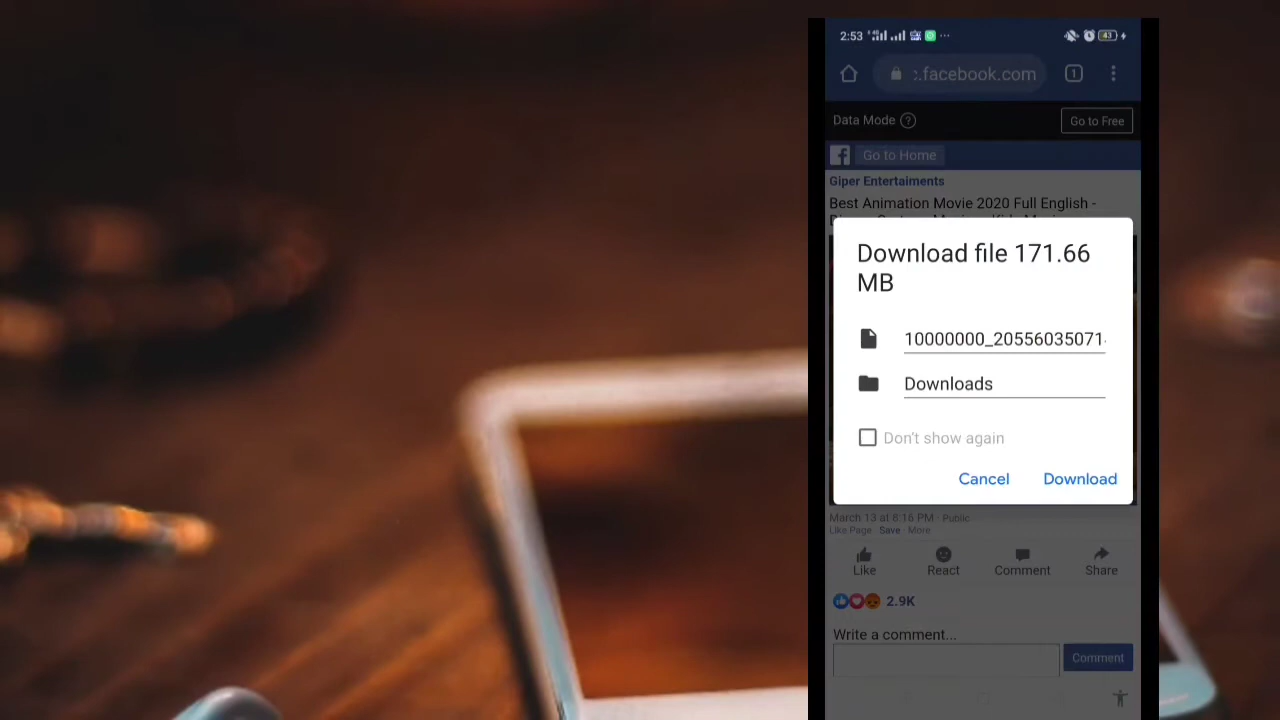 2:53
43
:.facebook.com
1
Data Mode ?
Go to Free
Go to Home
Giper Entertaiments
Best Animation Movie 2020 Full English -
Download file 171.66
MB
10000000_20556035071
Downloads
Don't show again
Cancel Download
March 13 at 6:16 PM · Public
Like Page · Save · More
Like React Comment Share
2.9K
Write a comment...
Comment